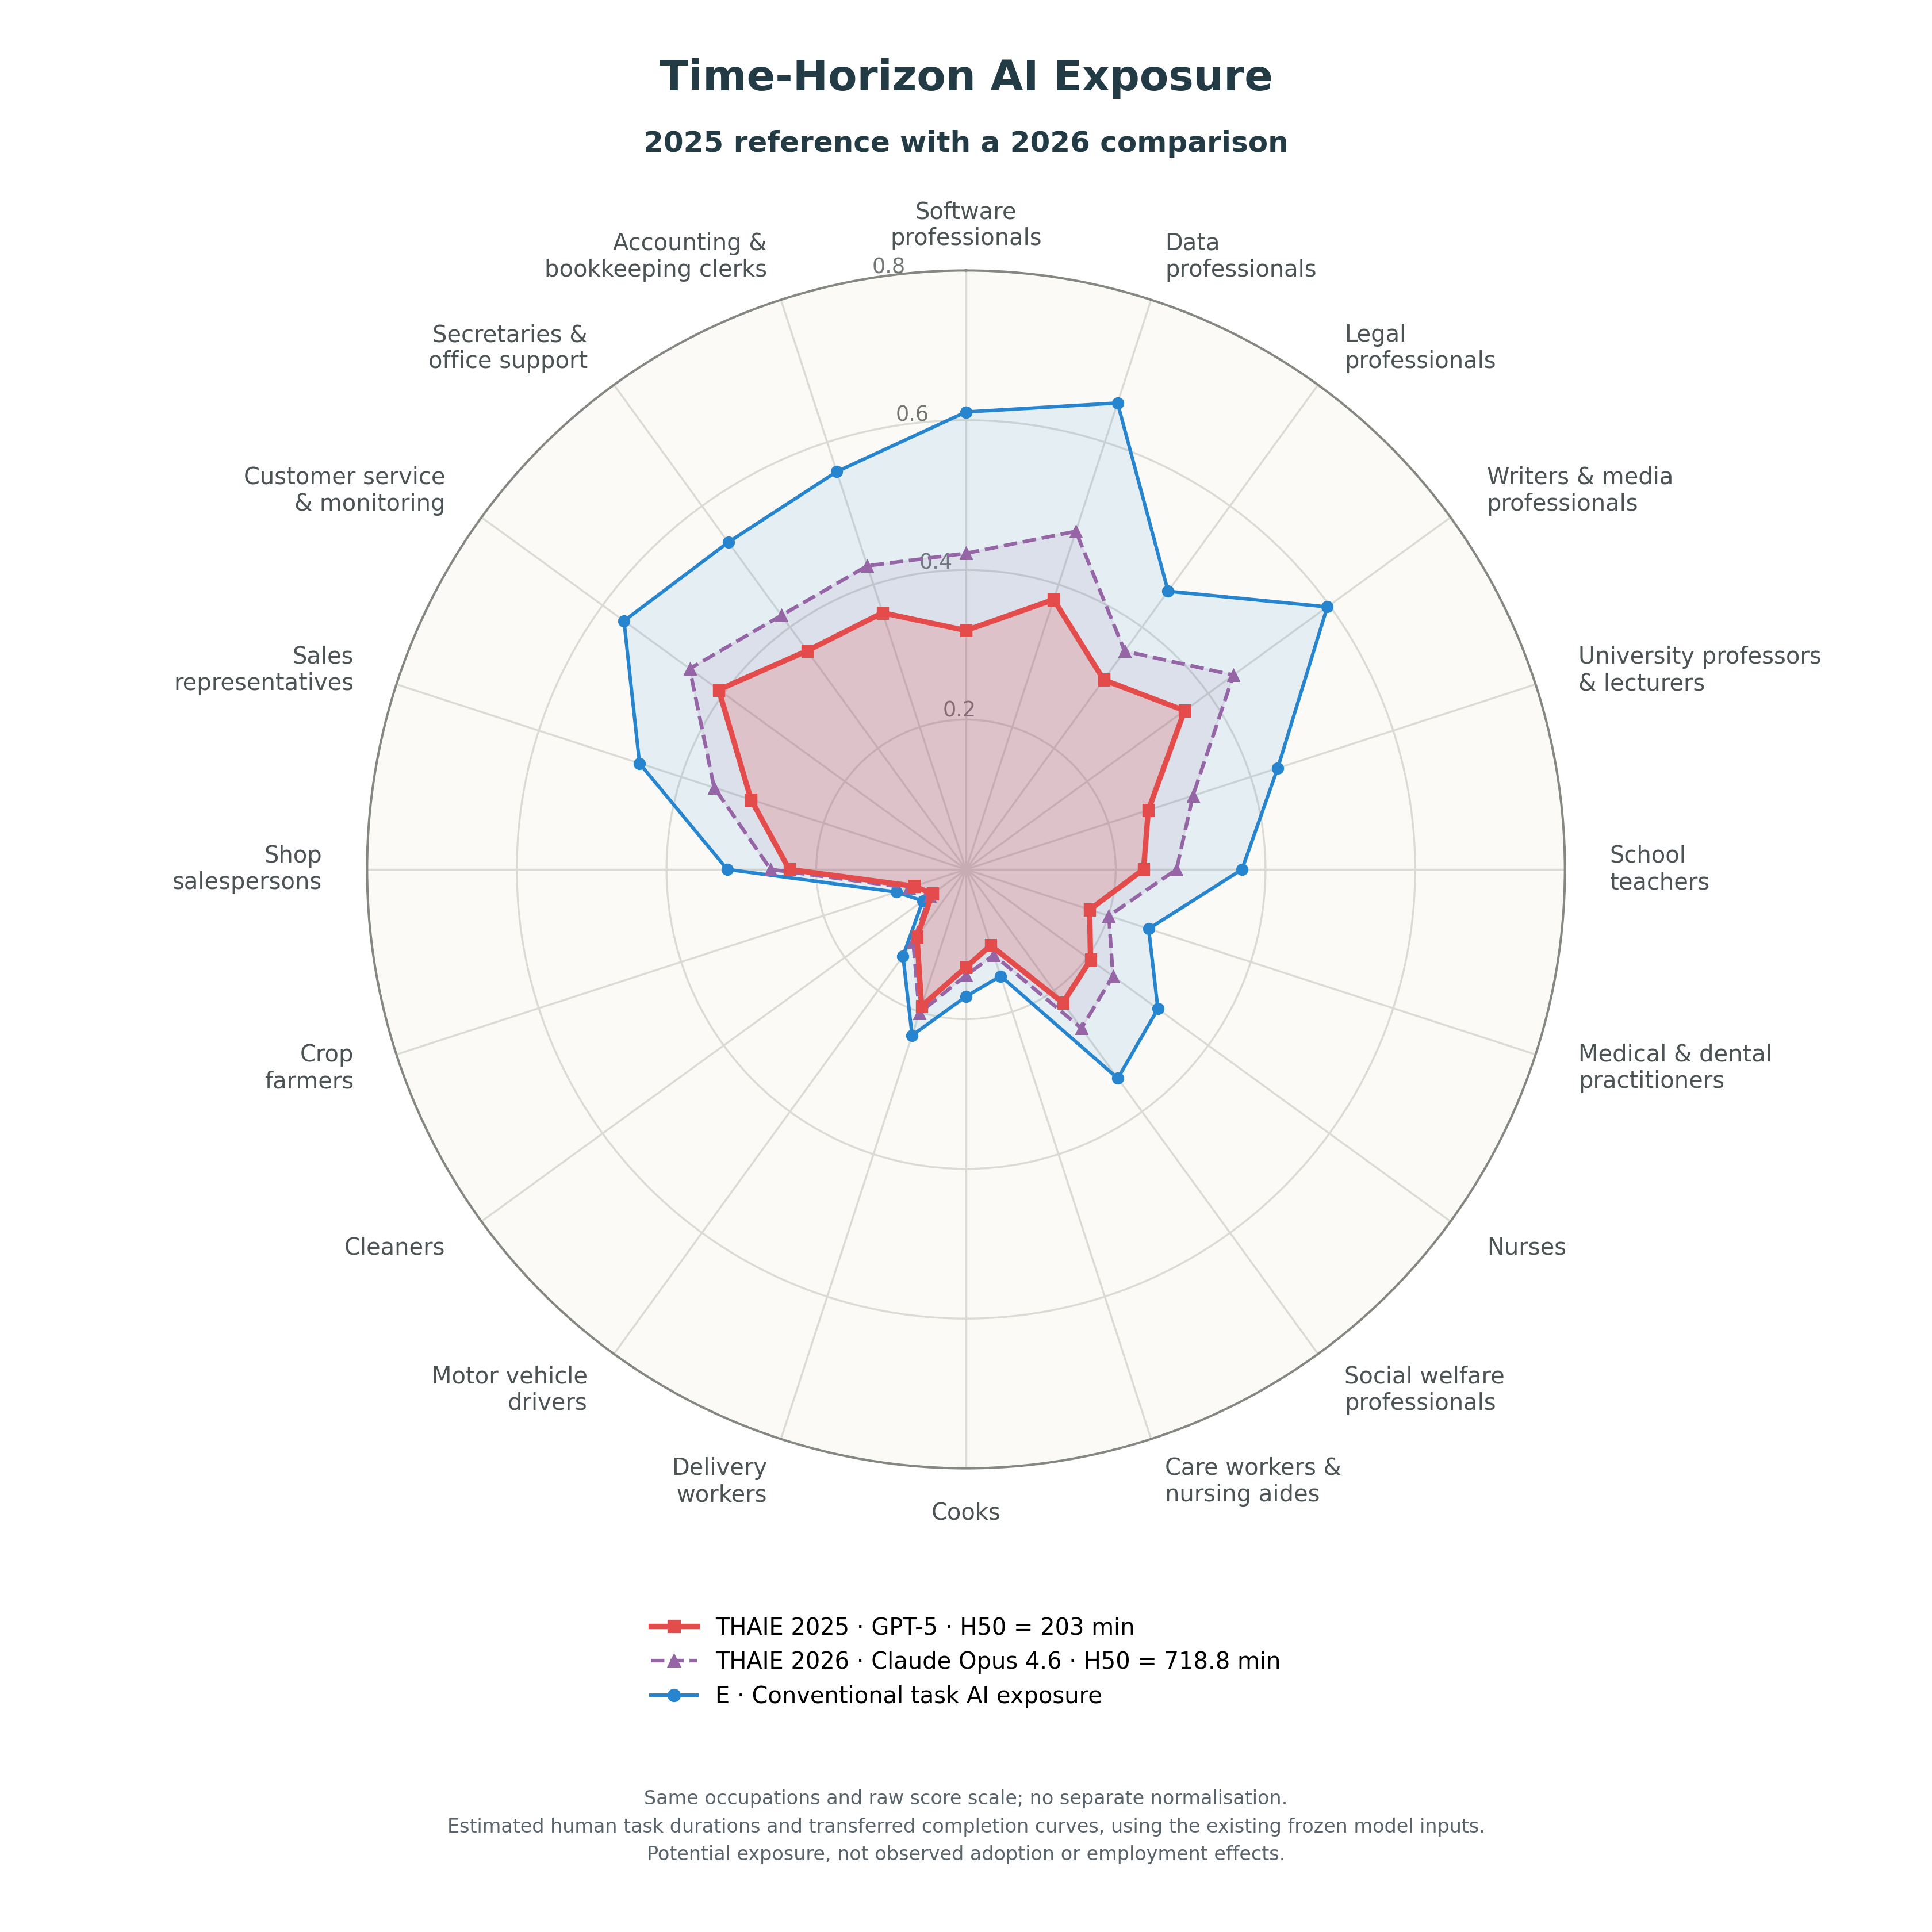 Time-Horizon AI Exposure
2025 reference with a 2026 comparison
Software
professionals
Data
professionals
Legal
professionals
Writers & media
professionals
University professors
& lecturers
School
teachers
Medical & dental
practitioners
Nurses
Social welfare
professionals
Care workers &
nursing aides
Cooks
Delivery
workers
Motor vehicle
drivers
Cleaners
Crop
farmers
Shop
salespersons
Sales
representatives
Customer service
& monitoring
Secretaries &
office support
Accounting &
bookkeeping clerks
0.8
0.6
0.4
0.2
THAIE 2025 · GPT-5 · H50 = 203 min
THAIE 2026 · Claude Opus 4.6 · H50 = 718.8 min
E · Conventional task AI exposure
Same occupations and raw score scale; no separate normalisation.
Estimated human task durations and transferred completion curves, using the existing frozen model inputs.
Potential exposure, not observed adoption or employment effects.